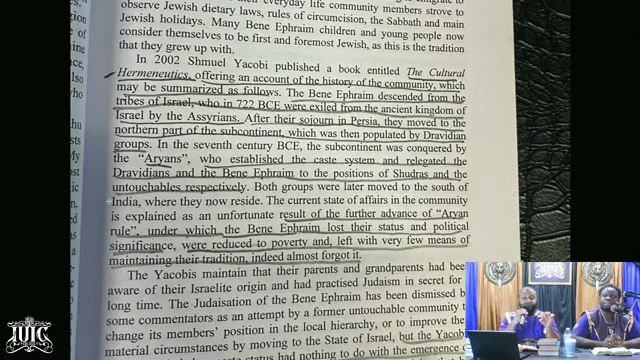 observe Jewish dietary laws, rules of circumcision, the Sabbath and main
Jewish holidays. Many Bene Ephraim children and young people now
consider themselves to be first and foremost Jewish, as this is the tradition
that they grew up with.
In 2002 Shmuel Yacobi published a book entitled The Cultural
Hermeneutics, offering an account of the history of the community, which
may be summarized as follows. The Bene Ephraim descended from the
tribes of Israel, who in 722 BCE were exiled from the ancient kingdom of
Israel by the Assyrians. After their sojourn in Persia, they moved to the
northern part of the subcontinent, which was then populated by Dravidian
groups. In the seventh century BCE, the subcontinent was conquered by
the “Aryans”, who established the caste system and relegated the
Dravidians and the Bene Ephraim to the positions of Shudras and the
untouchables respectively. Both groups were later moved to the south of
India, where they now reside. The current state of affairs in the community
is explained as an unfortunate result of the further advance of “Aryan
rule”, under which the Bene Ephraim lost their status and political
significance, were reduced to poverty and, left with very few means of
maintaining their tradition, indeed almost forgot it.
The Yacobis maintain that their parents and grandparents had bee
aware of their Israelite origin and had practised Judaism in secret for
long time. The Judaisation of the Bene Ephraim has been dismissed b
some commentators as an attempt by a former untouchable community t
change its members’ position in the local hierarchy, or to improve the
material circumstances by moving to the State of Israel, but the Yacob
status had nothing to do with the emergence
IUIC